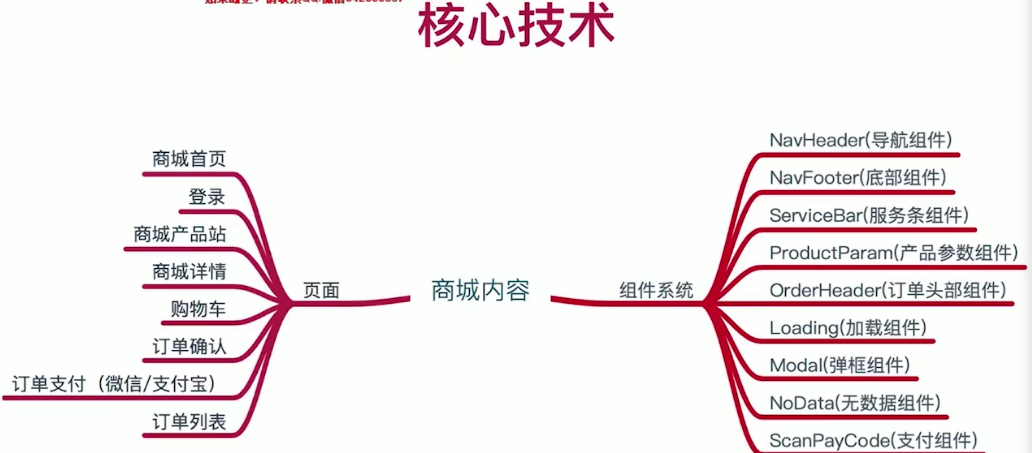 核心技术
商城首页
登录
商城产品站
商城详情
购物车
订单确认
订单支付（微信/支付宝）
订单列表
页面
商城内容
组件系统
NavHeader(导航组件)
NavFooter(底部组件)
ServiceBar(服务条组件)
ProductParam(产品参数组件)
OrderHeader(订单头部组件)
Loading(加载组件)
Modal(弹框组件)
NoData(无数据组件)
ScanPayCode(支付组件)